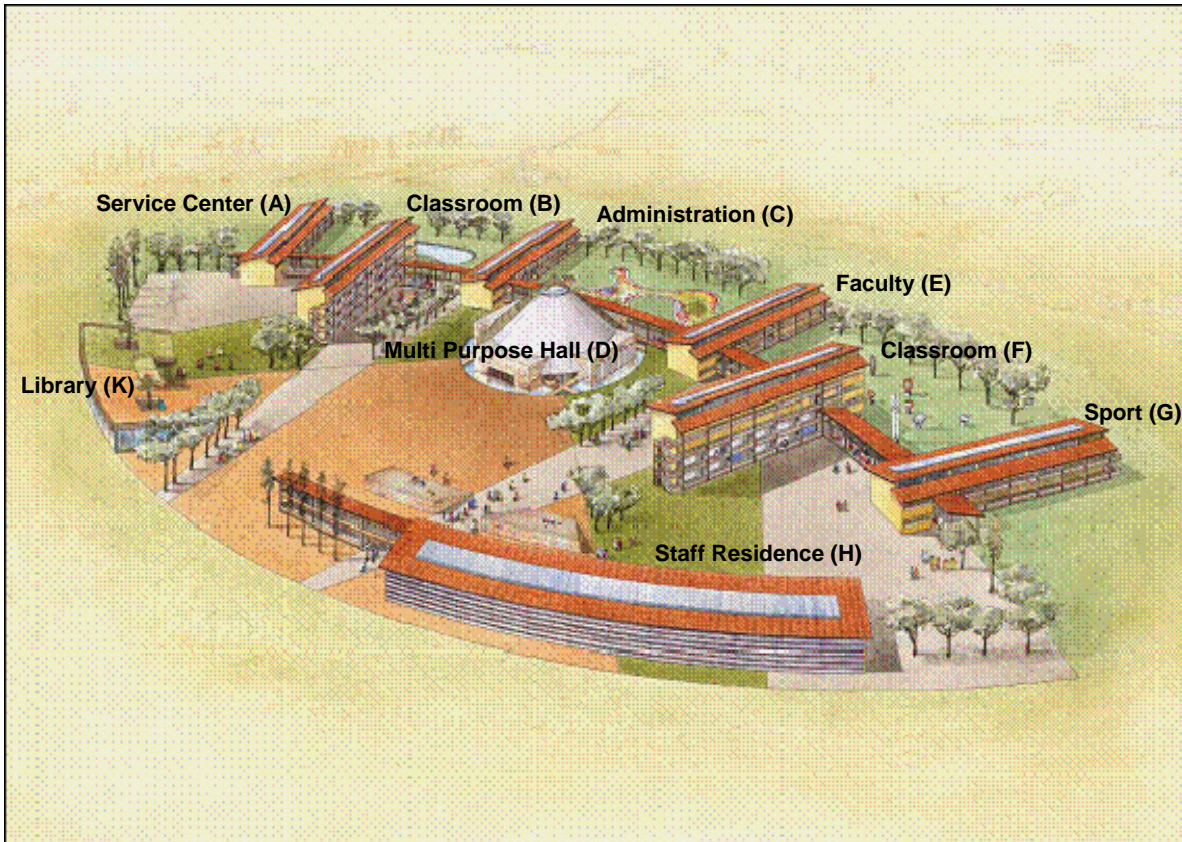 Service Center (A)
Classroom (B)
Administration (C)
Faculty (E)
Multi Purpose Hall (D)
Classroom (F)
Library (K)
Sport (G)
Staff Residence (H)